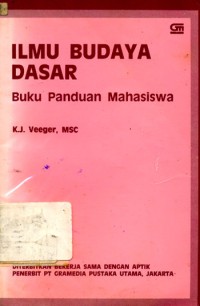 GM
ILMU BUDAYA
DASAR
Buku Panduan Mahasiswa
K.J. Veeger, MSC
DITERBITKAN BEKERJA SAMA DENGAN APTIK
PENERBIT PT GRAMEDIA PUSTAKA UTAMA, JAKARTA